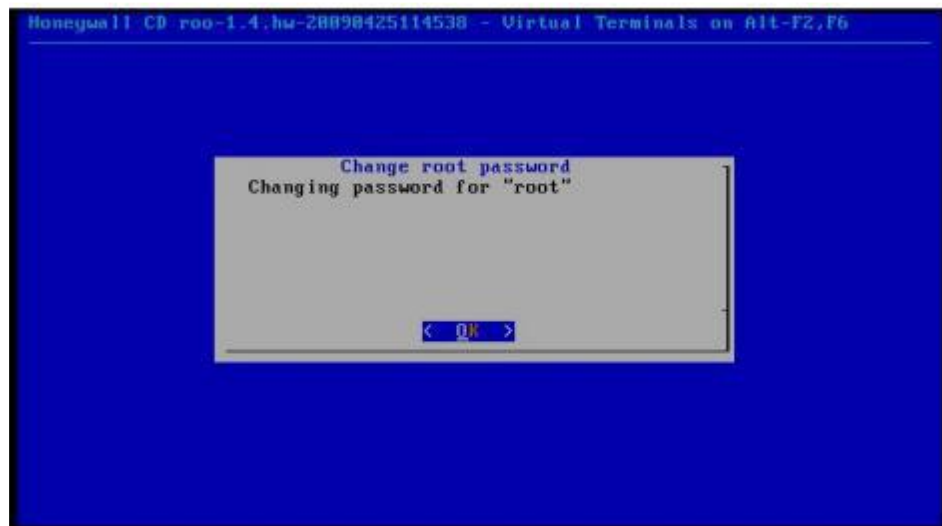 Honeywall CD roo-1.4.hw-20090425114538 - Virtual Terminals on Alt-F2,F6
Change root password
Changing password for "root"
< OK >